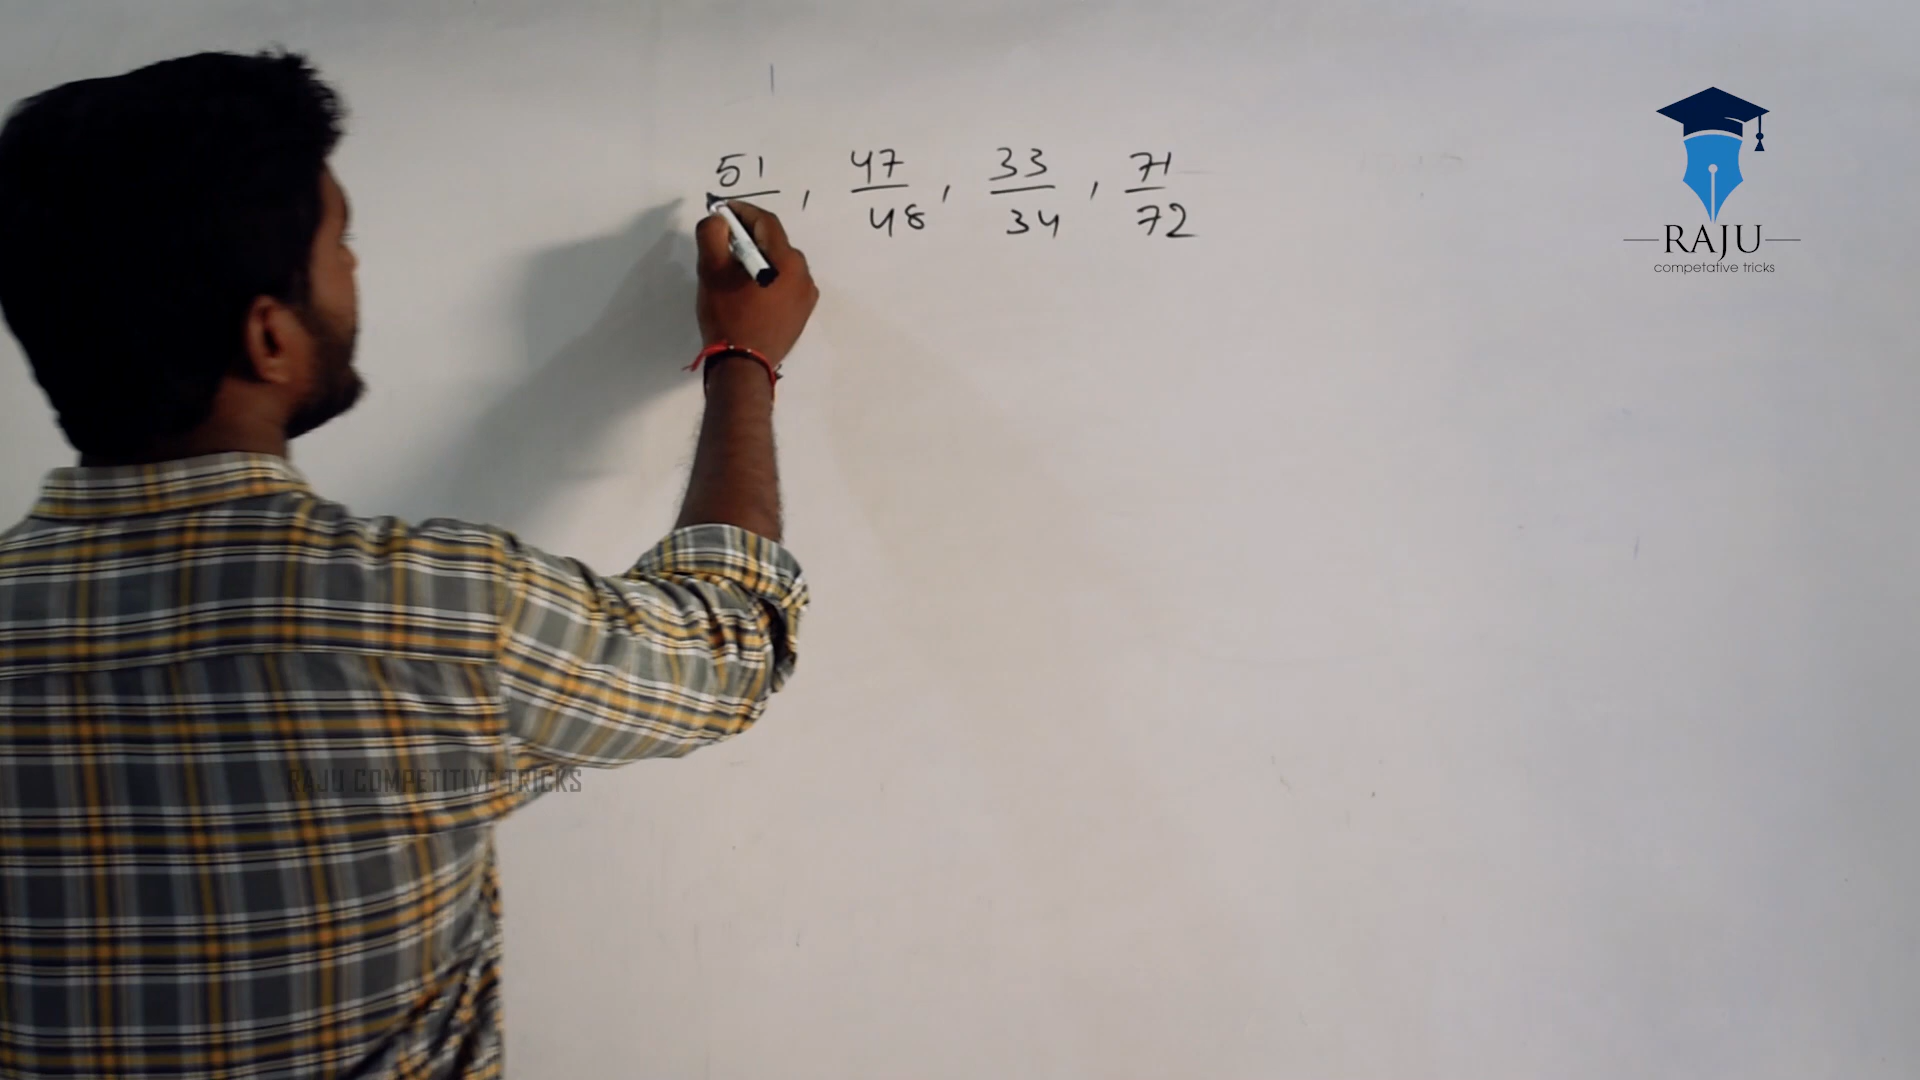 51/ , 47/48 , 33/34 , 71/72
RAJU
competative tricks
RAJU COMPETITIVE TRICKS